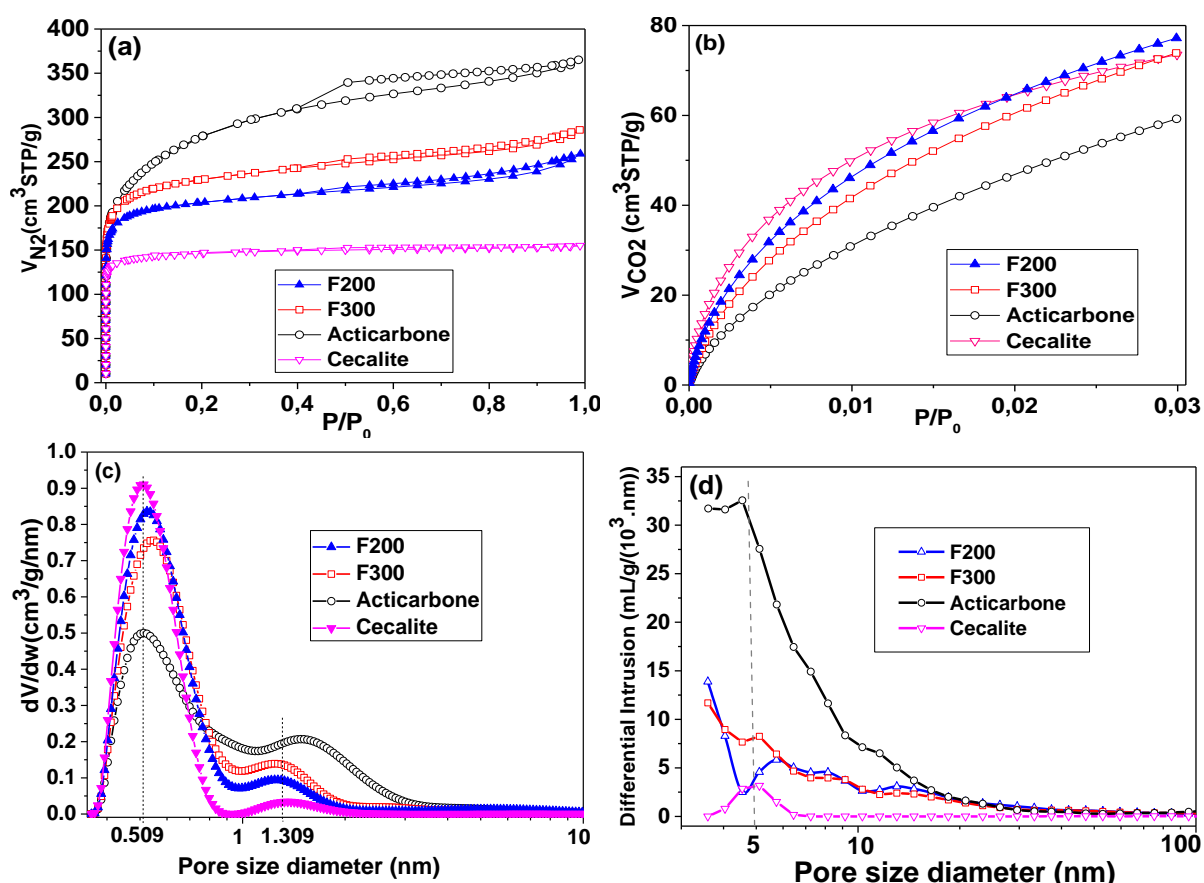 (a)
V_N2 (cm³STP/g)
400
350
300
250
200
150
100
50
0
F200
F300
Acticarbone
Cecalite
0,0 0,2 0,4 0,6 0,8 1,0
P/P₀
(b)
V_CO2 (cm³STP/g)
80
60
40
20
0
F200
F300
Acticarbone
Cecalite
0,00 0,01 0,02 0,03
P/P₀
(c)
dV/dw(cm³/g/nm)
1.0
0.9
0.8
0.7
0.6
0.5
0.4
0.3
0.2
0.1
0.0
F200
F300
Acticarbone
Cecalite
0.509 1 1.309 10
Pore size diameter (nm)
(d)
Differential Intrusion (mL/g/(10³.nm)
35
30
25
20
15
10
5
0
F200
F300
Acticarbone
Cecalite
5 10 100
Pore size diameter (nm)